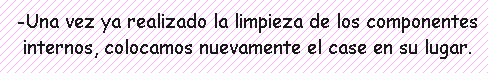 -Una vez ya realizado la limpieza de los componentes
internos, colocamos nuevamente el case en su lugar.